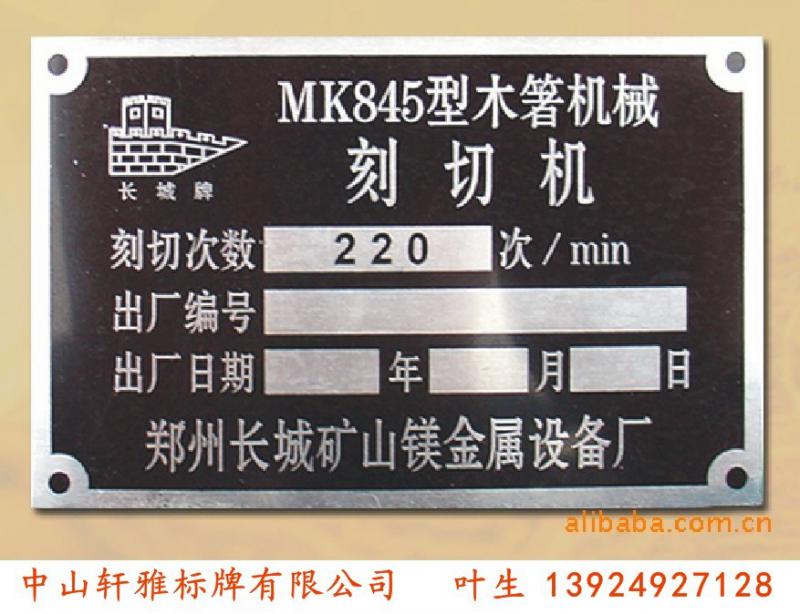 MK845型木箸机械
刻切机
长城牌
刻切次数 220 次/min
出厂编号
出厂日期 年 月 日
郑州长城矿山镁金属设备厂
alibaba.com.cn
中山轩雅标牌有限公司 叶生 13924927128